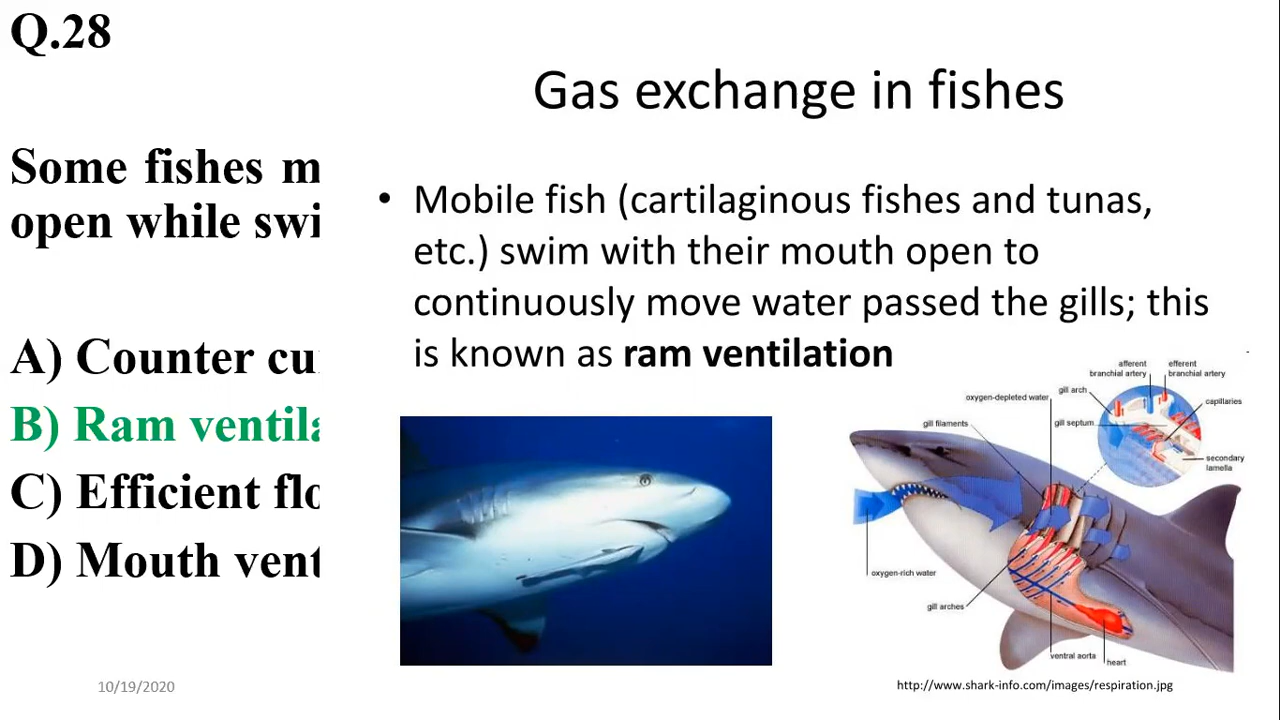 Q.28
Some fishes m
open while swi
A) Counter cu
B) Ram ventila
C) Efficient flo
D) Mouth vent
10/19/2020
Gas exchange in fishes
• Mobile fish (cartilaginous fishes and tunas,
etc.) swim with their mouth open to
continuously move water passed the gills; this
is known as ram ventilation
afferent
branchial artery
efferent
branchial artery
gill arch
oxygen-depleted water
capillaries
gill filaments
gill septum
secondary
lamella
oxygen-rich water
gill arches
ventral aorta
heart
http://www.shark-info.com/images/respiration.jpg